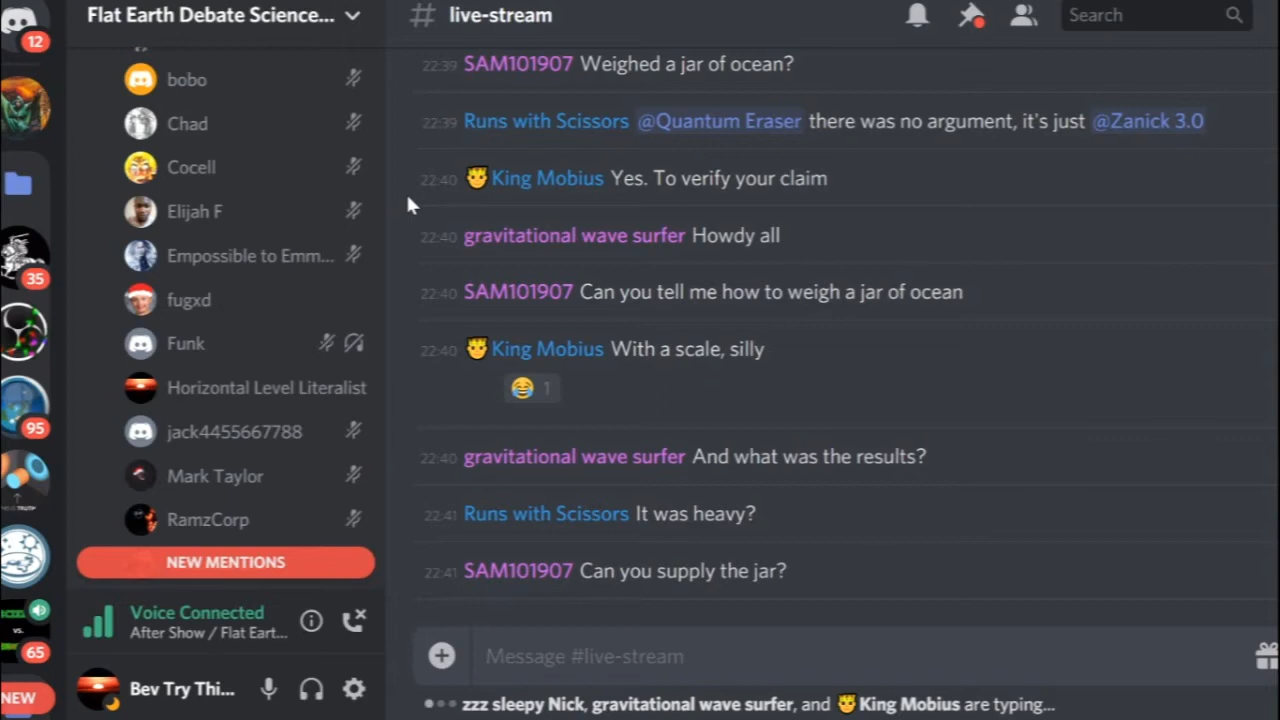 12
35
95
65
NEW
Flat Earth Debate Science...
bobo
Chad
Cocell
Elijah F
Empossible to Emm...
fugxd
Funk
Horizontal Level Literalist
jack4455667788
Mark Taylor
RamzCorp
NEW MENTIONS
Voice Connected
After Show / Flat Eart...
Bev Try Thi...
# live-stream
Search
22:39 SAM101907 Weighed a jar of ocean?
22:39 Runs with Scissors @Quantum Eraser there was no argument, it's just @Zanick 3.0
22:40 King Mobius Yes. To verify your claim
22:40 gravitational wave surfer Howdy all
22:40 SAM101907 Can you tell me how to weigh a jar of ocean
22:40 King Mobius With a scale, silly
😂 1
22:40 gravitational wave surfer And what was the results?
22:41 Runs with Scissors It was heavy?
22:41 SAM101907 Can you supply the jar?
Message #live-stream
zzz sleepy Nick, gravitational wave surfer, and King Mobius are typing...